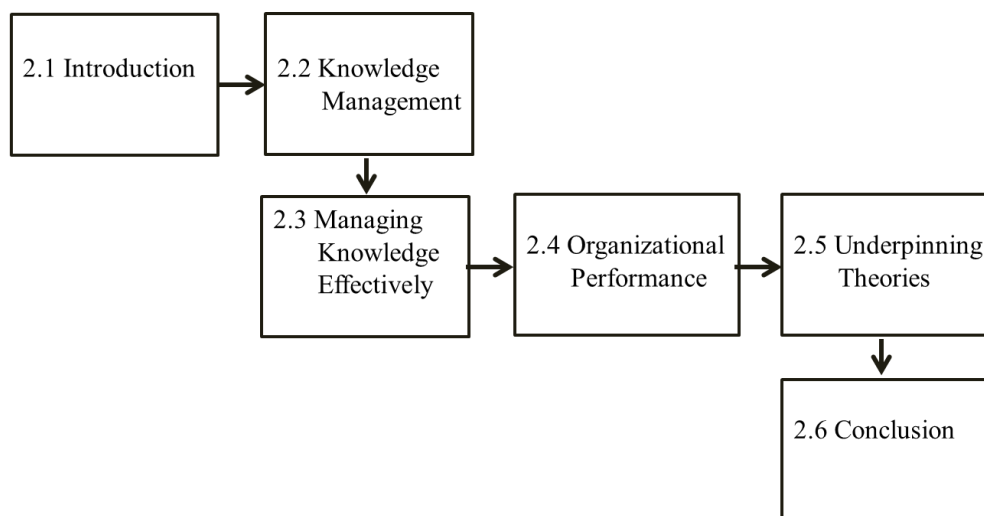 2.1 Introduction
2.2 Knowledge
Management
2.3 Managing
Knowledge
Effectively
2.4 Organizational
Performance
2.5 Underpinning
Theories
2.6 Conclusion